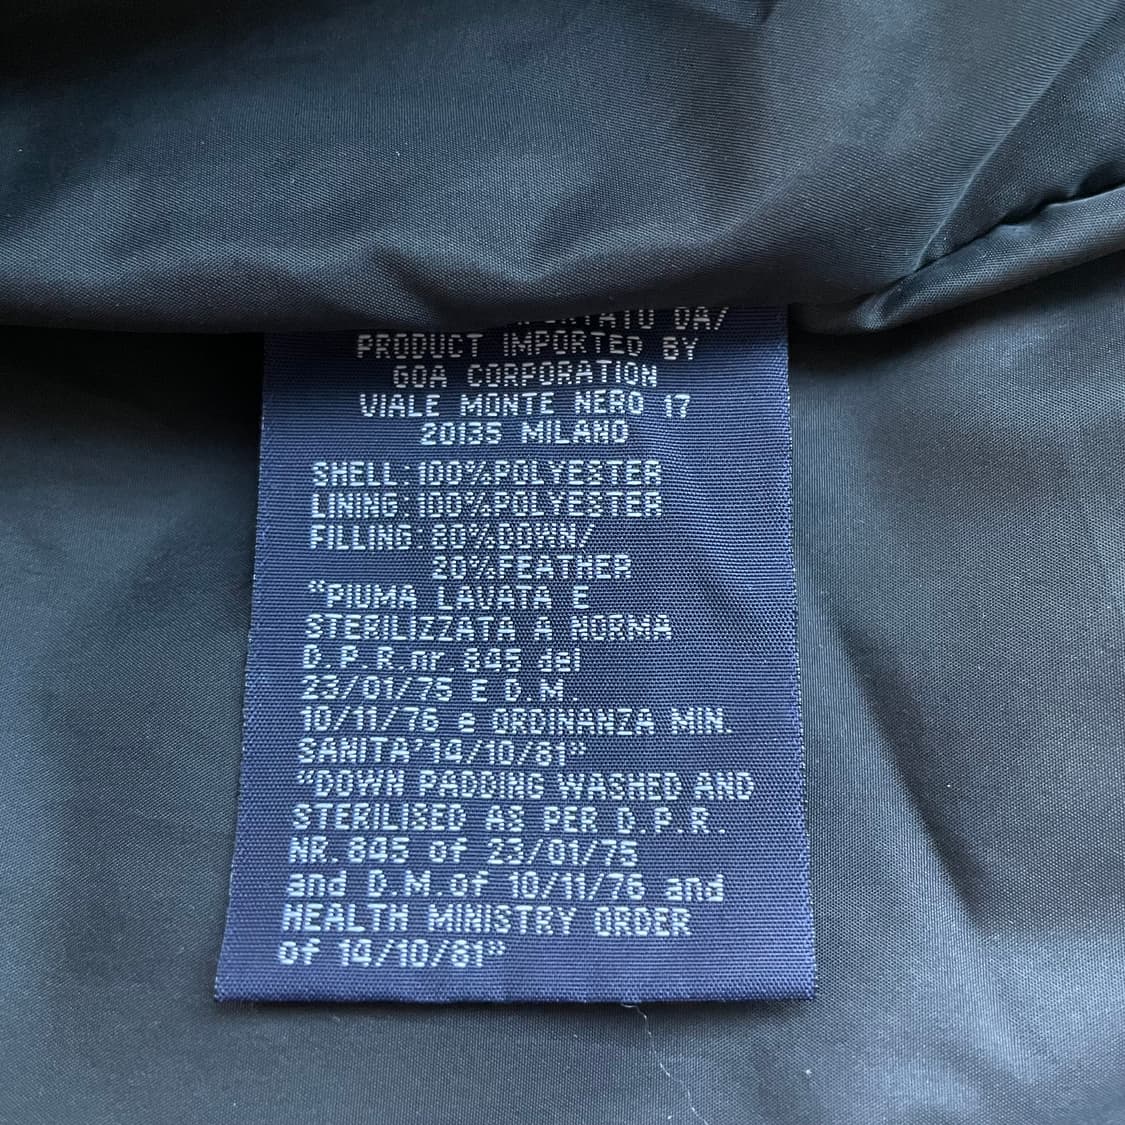 DA/
PRODUCT IMPORTED BY
GOA CORPORATION
VIALE MONTE NERO 17
20135 MILANO
SHELL:100%POLYESTER
LINING:100%POLYESTER
FILLING:80%DOWN/
20%FEATHER
"PIUMA LAVATA E
STERILIZZATA A NORMA
D.P.R.nr.845 del
23/01/75 E D.M.
10/11/76 e ORDINANZA MIN.
SANITA'14/10/81"
"DOWN PADDING WASHED AND
STERILISED AS PER D.P.R.
NR.845 of 23/01/75
and D.M.of 10/11/76 and
HEALTH MINISTRY ORDER
of 14/10/81"